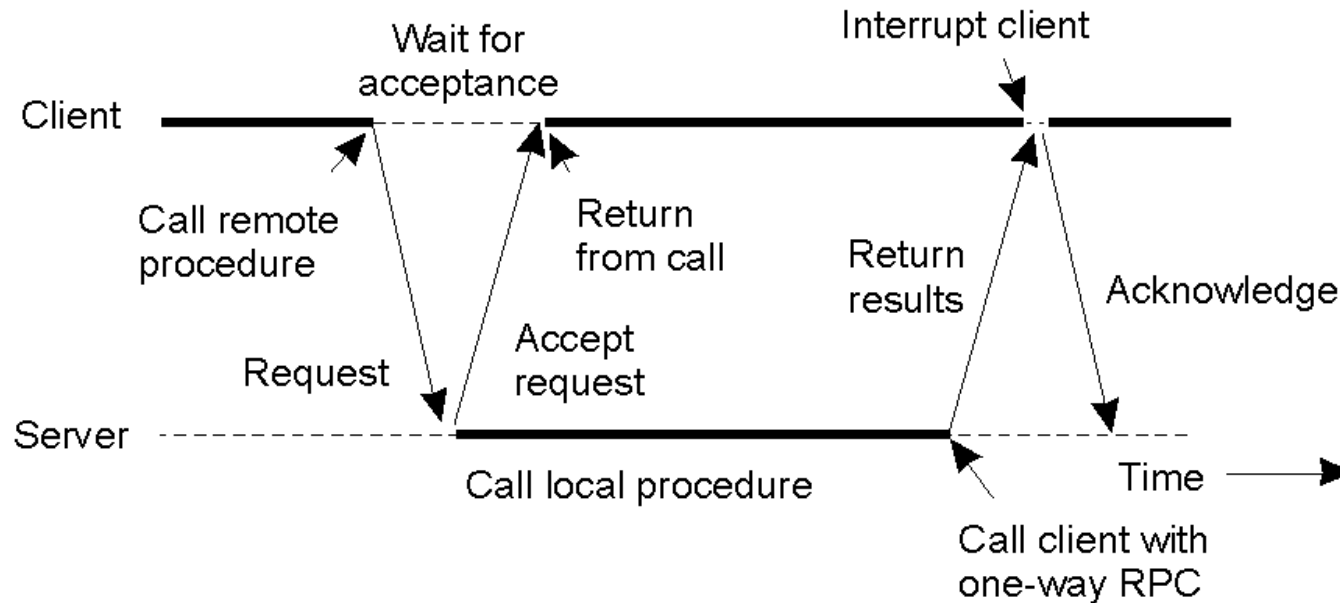 Interrupt client
Wait for
acceptance
Client
Call remote
procedure
Return
from call
Return
results
Acknowledge
Request
Accept
request
Server
Call local procedure
Time
Call client with
one-way RPC